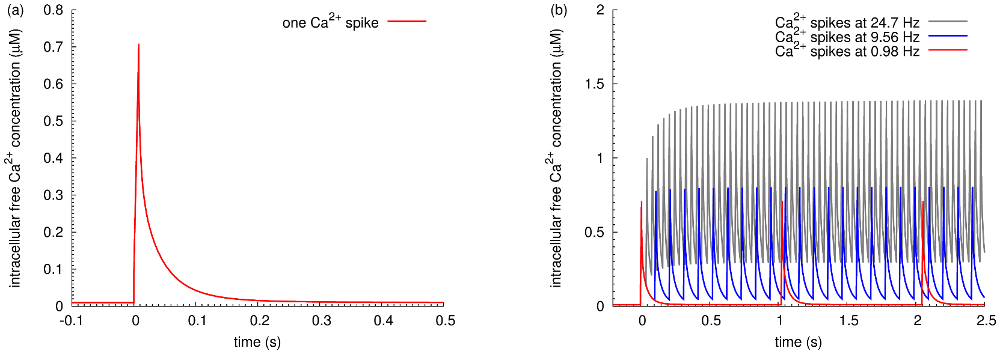 (a)
intracellular free Ca2+ concentration (μM)
0.8
0.7
0.6
0.5
0.4
0.3
0.2
0.1
0
one Ca2+ spike
-0.1
0
0.1
0.2
0.3
0.4
0.5
time (s)
(b)
intracellular free Ca2+ concentration (μM)
2
1.5
1
0.5
0
Ca2+ spikes at 24.7 Hz
Ca2+ spikes at 9.56 Hz
Ca2+ spikes at 0.98 Hz
0
0.5
1
1.5
2
2.5
time (s)